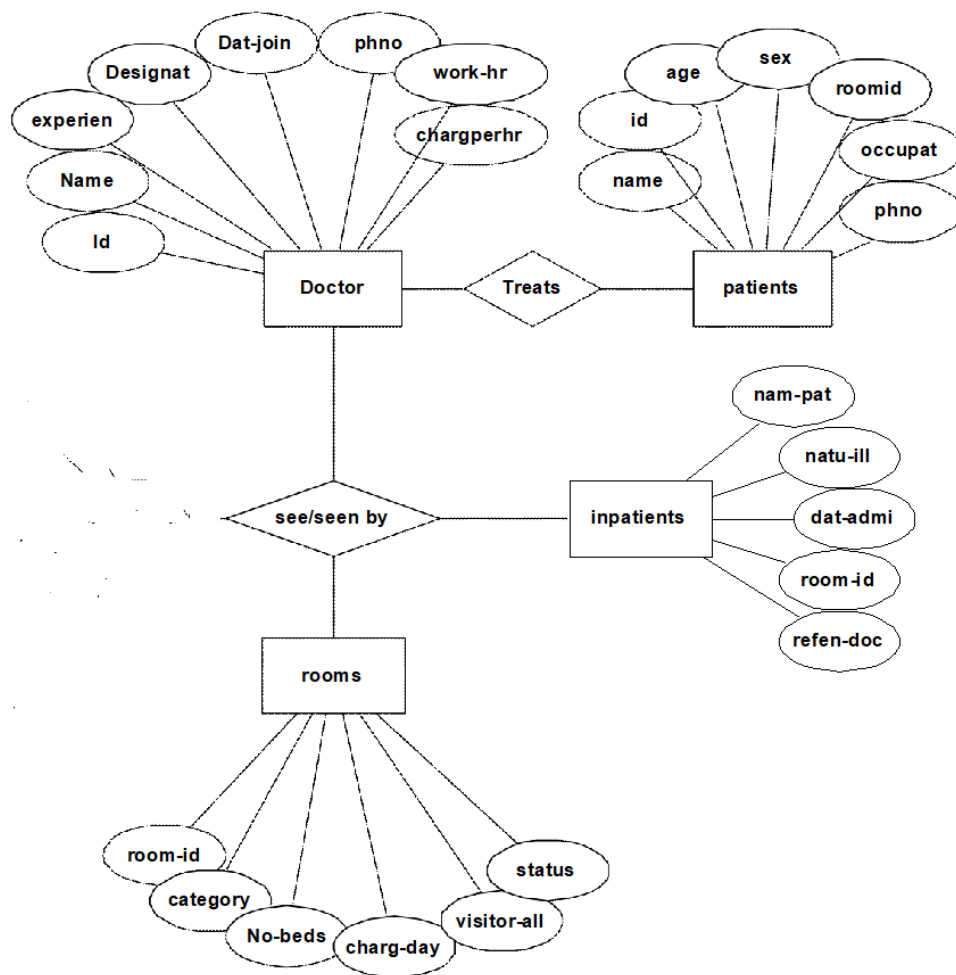 Dat-join
phno
Designat
work-hr
experien
chargperhr
Name
Id
sex
age
roomid
id
occupat
name
phno
Doctor
Treats
patients
nam-pat
natu-ill
see/seen by
inpatients
dat-admi
room-id
refen-doc
rooms
room-id
category
No-beds
charg-day
visitor-all
status